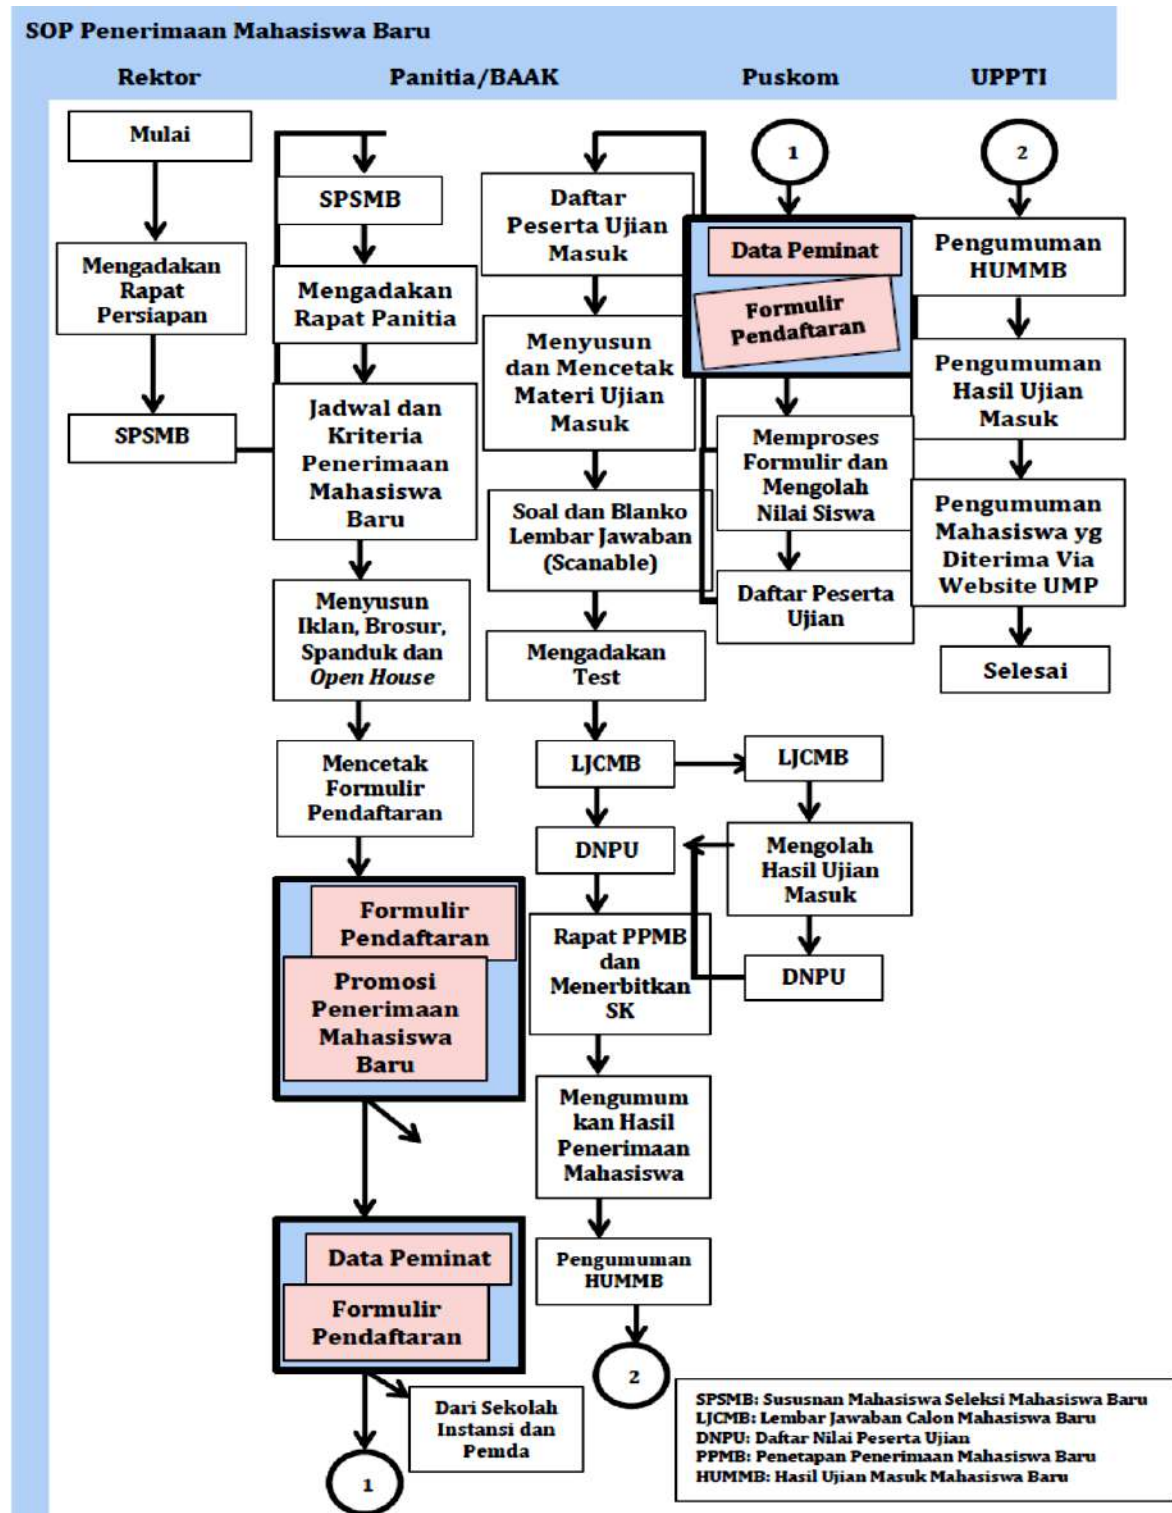 SOP Penerimaan Mahasiswa Baru
Rektor
Panitia/BAAK
Puskom
UPPTI
Mulai
Mengadakan
Rapat
Persiapan
SPSMB
SPSMB
Mengadakan
Rapat Panitia
Jadwal dan
Kriteria
Penerimaan
Mahasiswa
Baru
Menyusun
Iklan, Brosur,
Spanduk dan
Open House
Mencetak
Formulir
Pendaftaran
Formulir
Pendaftaran
Promosi
Penerimaan
Mahasiswa
Baru
Data Peminat
Formulir
Pendaftaran
Dari Sekolah
Instansi dan
Pemda
1
Daftar
Peserta Ujian
Masuk
Menyusun
dan Mencetak
Materi Ujian
Masuk
Soal dan Blanko
Lembar Jawaban
(Scanable)
Mengadakan
Test
LJCMB
DNPU
Rapat PPMB
dan
Menerbitkan
SK
Mengumum
kan Hasil
Penerimaan
Mahasiswa
Pengumuman
HUMMB
2
1
Data Peminat
Formulir
Pendaftaran
Memproses
Formulir dan
Mengolah
Nilai Siswa
Daftar Peserta
Ujian
LJCMB
Mengolah
Hasil Ujian
Masuk
DNPU
2
Pengumuman
HUMMB
Pengumuman
Hasil Ujian
Masuk
Pengumuman
Mahasiswa yg
Diterima Via
Website UMP
Selesai
SPSMB: Sususnan Mahasiswa Seleksi Mahasiswa Baru
LJCMB: Lembar Jawaban Calon Mahasiswa Baru
DNPU: Daftar Nilai Peserta Ujian
PPMB: Penetapan Penerimaan Mahasiswa Baru
HUMMB: Hasil Ujian Masuk Mahasiswa Baru